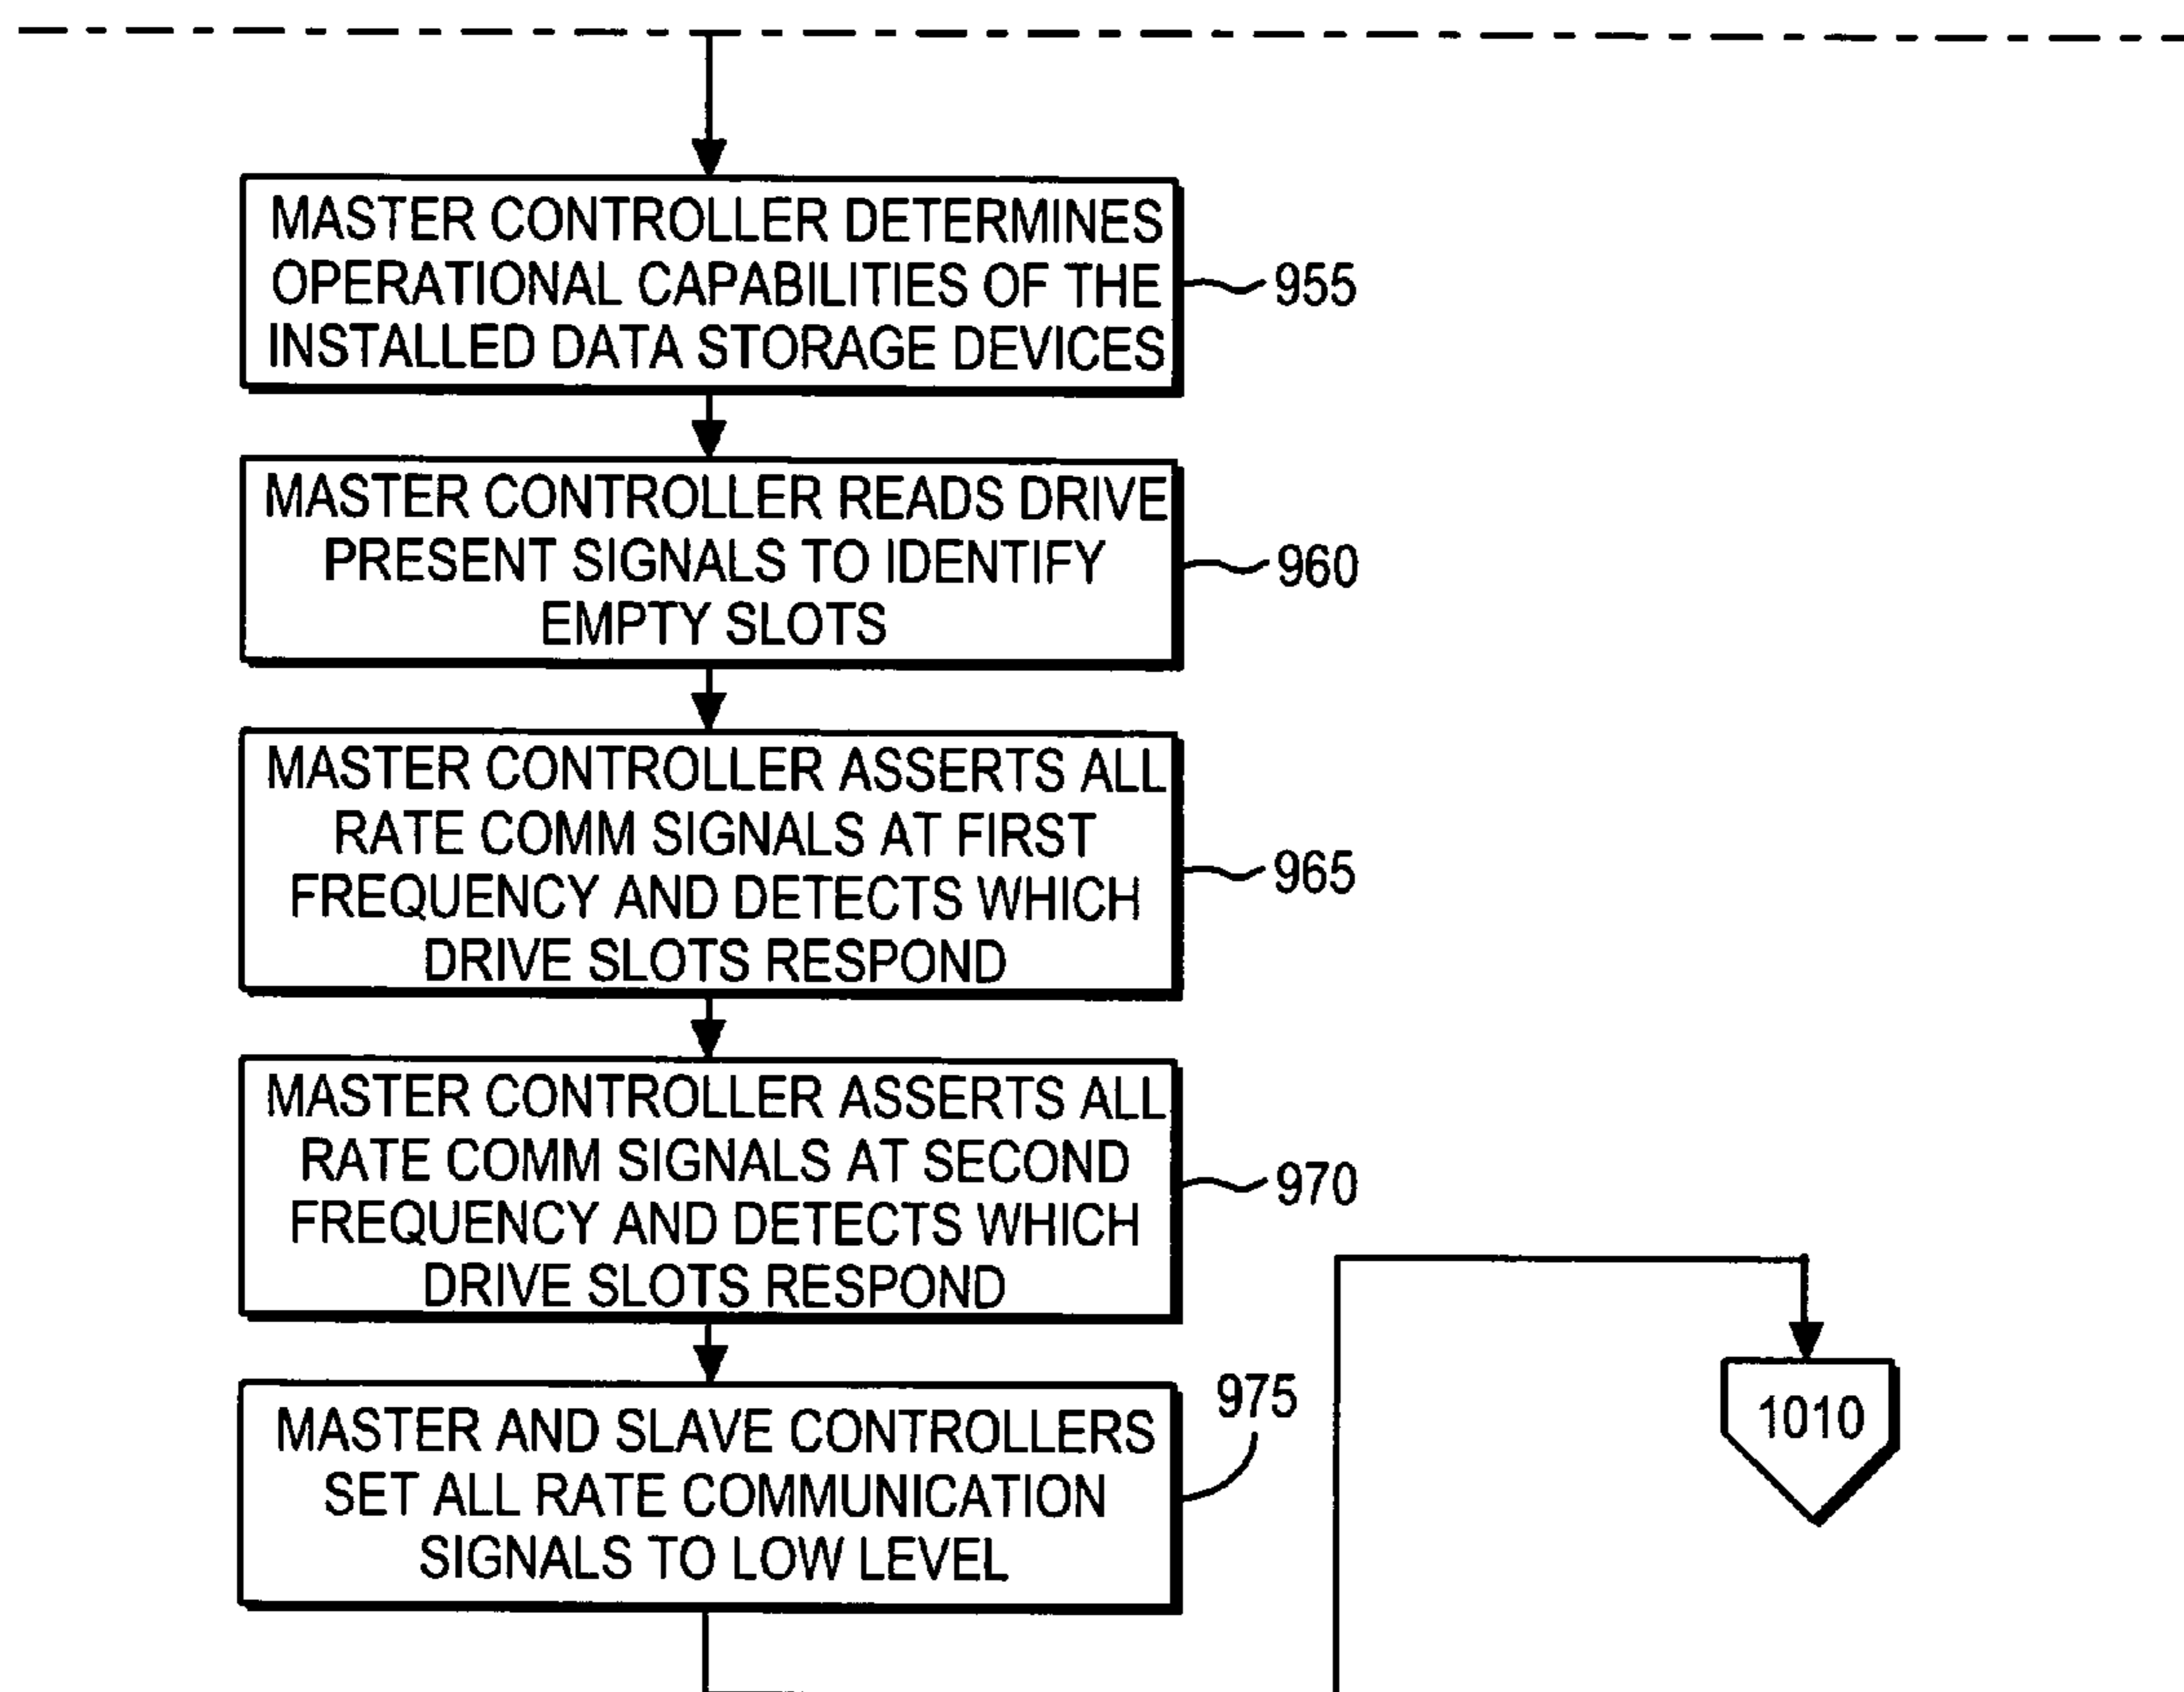 MASTER CONTROLLER DETERMINES
OPERATIONAL CAPABILITIES OF THE
INSTALLED DATA STORAGE DEVICES
955
MASTER CONTROLLER READS DRIVE
PRESENT SIGNALS TO IDENTIFY
EMPTY SLOTS
960
MASTER CONTROLLER ASSERTS ALL
RATE COMM SIGNALS AT FIRST
FREQUENCY AND DETECTS WHICH
DRIVE SLOTS RESPOND
965
MASTER CONTROLLER ASSERTS ALL
RATE COMM SIGNALS AT SECOND
FREQUENCY AND DETECTS WHICH
DRIVE SLOTS RESPOND
970
MASTER AND SLAVE CONTROLLERS
SET ALL RATE COMMUNICATION
SIGNALS TO LOW LEVEL
975
1010